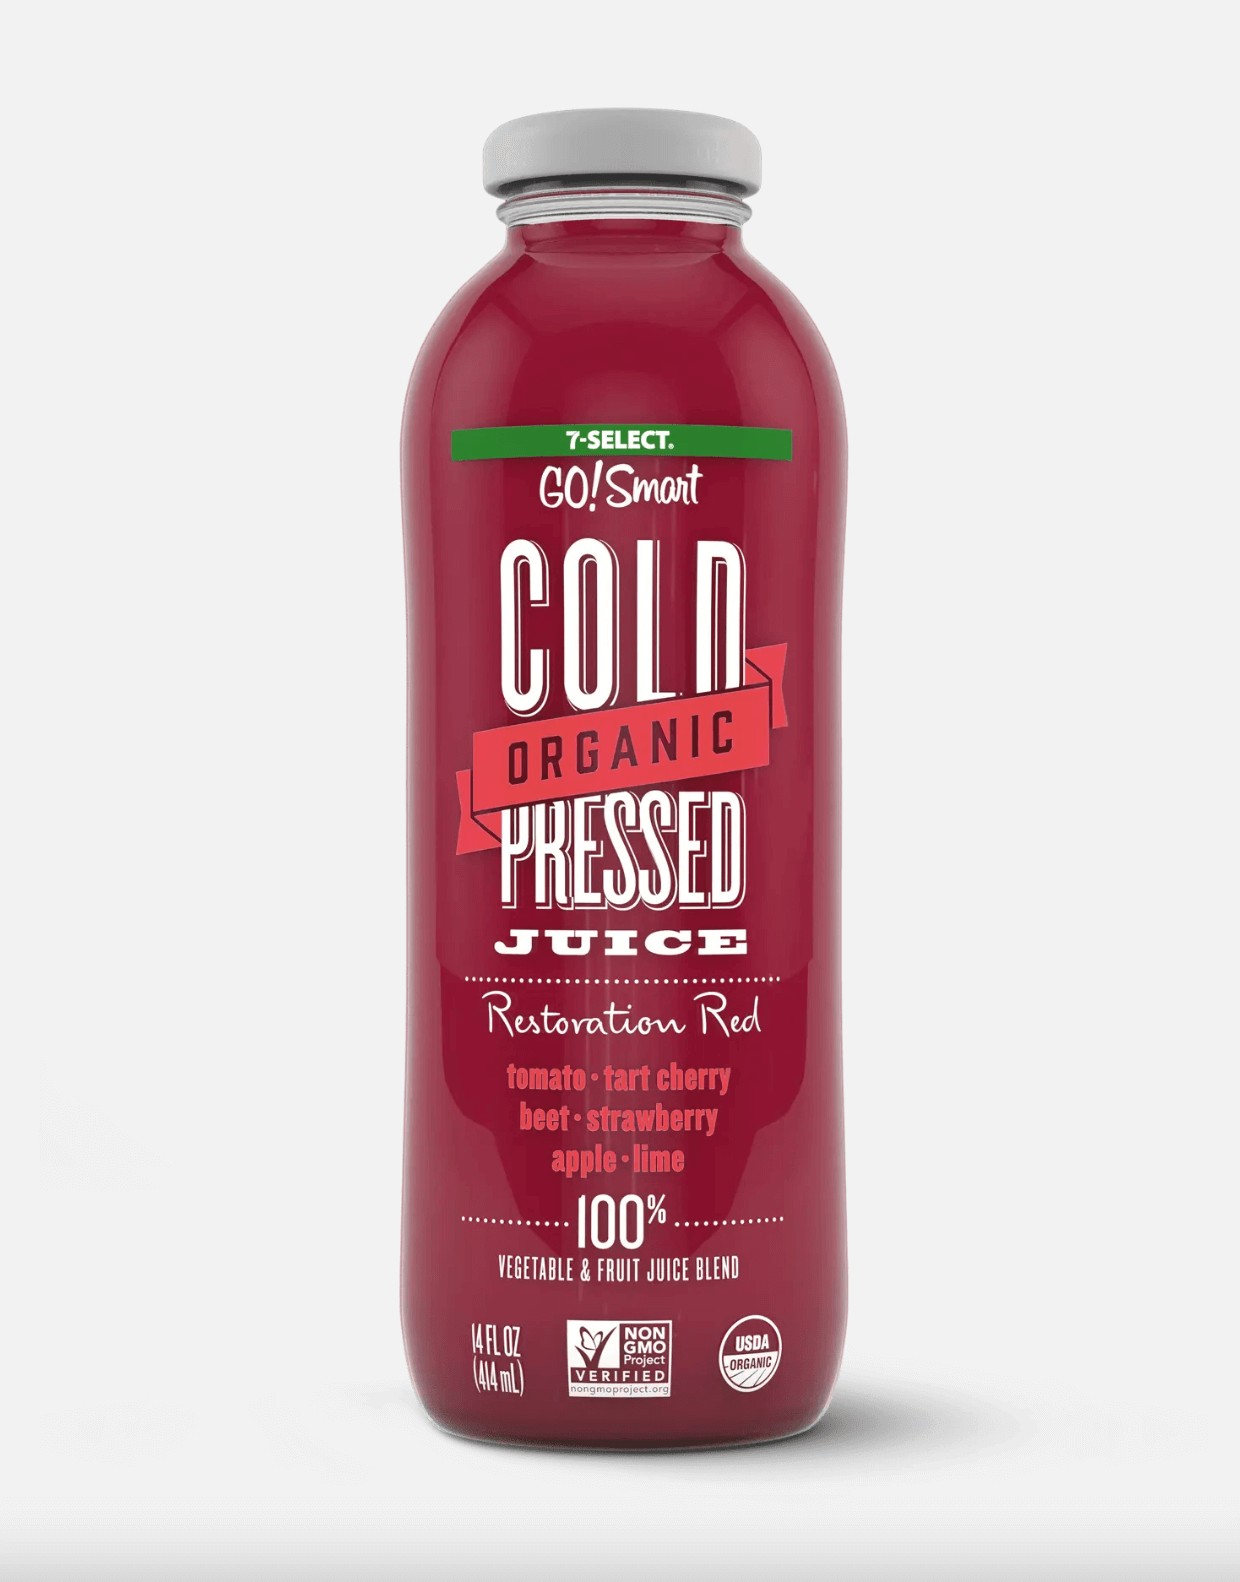 7-SELECT®
GO! Smart
COLD
ORGANIC
PRESSED
JUICE
Restoration Red
tomato · tart cherry
beet · strawberry
apple · lime
100%
VEGETABLE & FRUIT JUICE BLEND
14 FL OZ
(414 mL)
NON
GMO
Project
VERIFIED
nongmoproject.org
USDA
ORGANIC